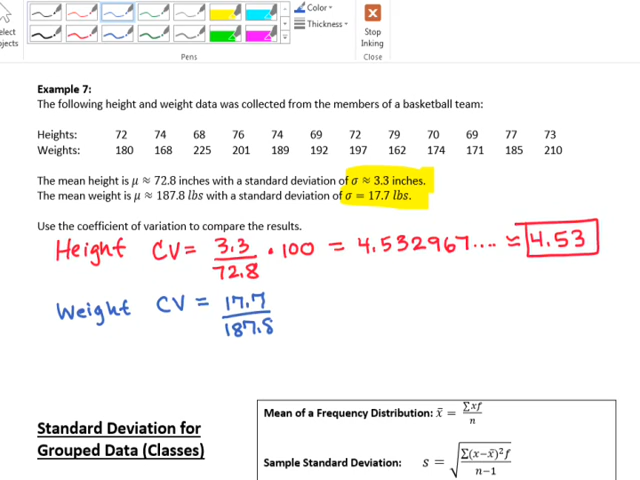 Color
Thickness
Select
Objects
Stop
Inking
Pens
Close
Example 7:
The following height and weight data was collected from the members of a basketball team:
Heights: 72 74 68 76 74 69 72 79 70 69 77 73
Weights: 180 168 225 201 189 192 197 162 174 171 185 210
The mean height is μ ≈ 72.8 inches with a standard deviation of σ ≈ 3.3 inches.
The mean weight is μ ≈ 187.8 lbs with a standard deviation of σ = 17.7 lbs.
Use the coefficient of variation to compare the results.
Height CV = 3.3/72.8 • 100 = 4.532967.... ≈ 4.53
Weight CV = 17.7/187.8
Standard Deviation for
Grouped Data (Classes)
Mean of a Frequency Distribution: x̄ = Σxf/n
Sample Standard Deviation: s = √(Σ(x−x̄)²f/n−1)